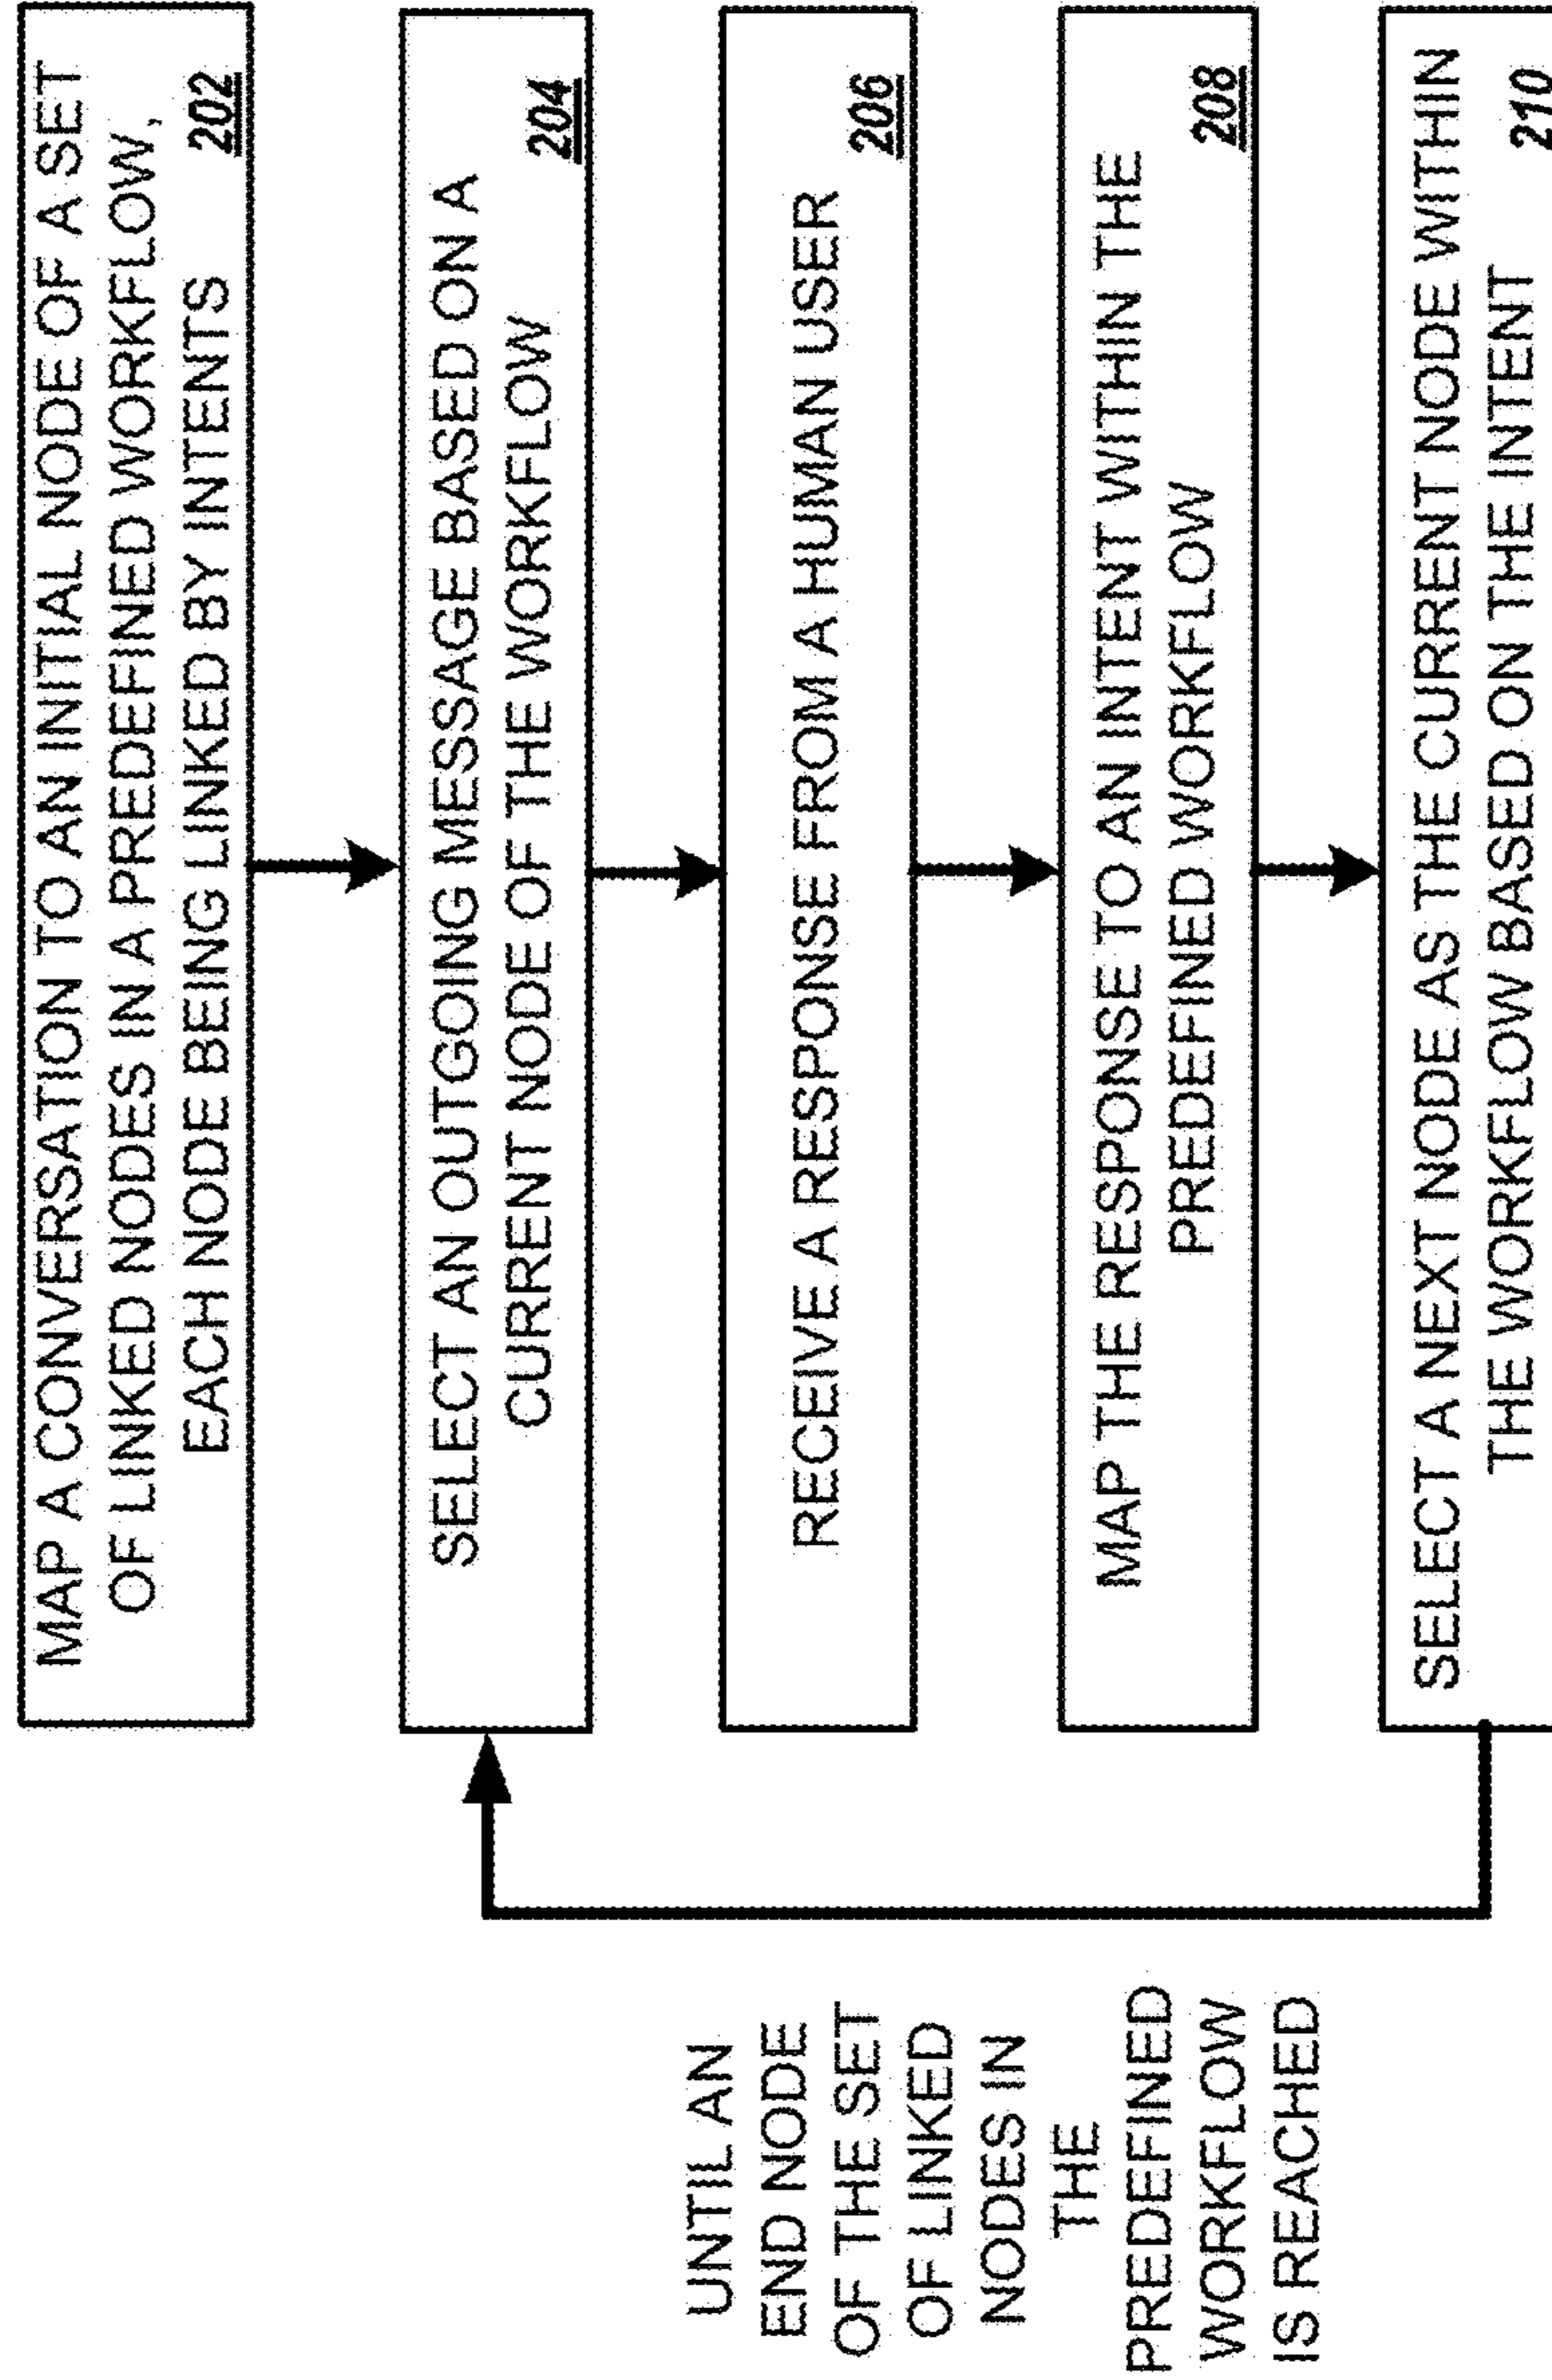 MAP A CONVERSATION TO AN INITIAL NODE OF A SET
OF LINKED NODES IN A PREDEFINED WORKFLOW,
EACH NODE BEING LINKED BY INTENTS
202
SELECT AN OUTGOING MESSAGE BASED ON A
CURRENT NODE OF THE WORKFLOW
204
RECEIVE A RESPONSE FROM A HUMAN USER
206
MAP THE RESPONSE TO AN INTENT WITHIN THE
PREDEFINED WORKFLOW
208
SELECT A NEXT NODE AS THE CURRENT NODE WITHIN
THE WORKFLOW BASED ON THE INTENT
210
UNTIL AN
END NODE
OF THE SET
OF LINKED
NODES IN
THE
PREDEFINED
WORKFLOW
IS REACHED